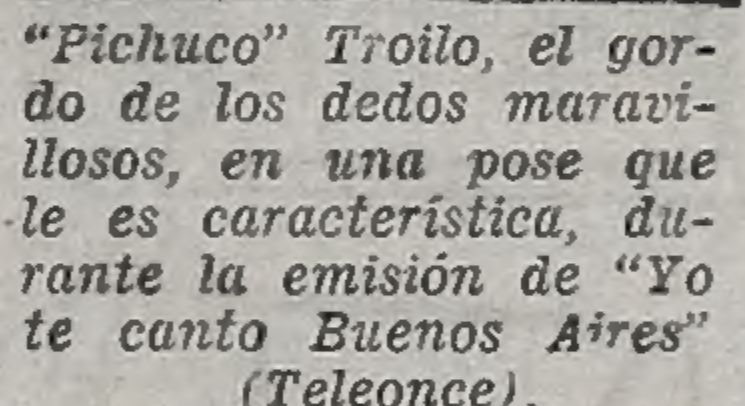 “Pichuco” Troilo, el gor-
do de los dedos maravi-
llosos, en una pose que
le es característica, du-
rante la emisión de “Yo
te canto Buenos Aires”
(Teleonce).